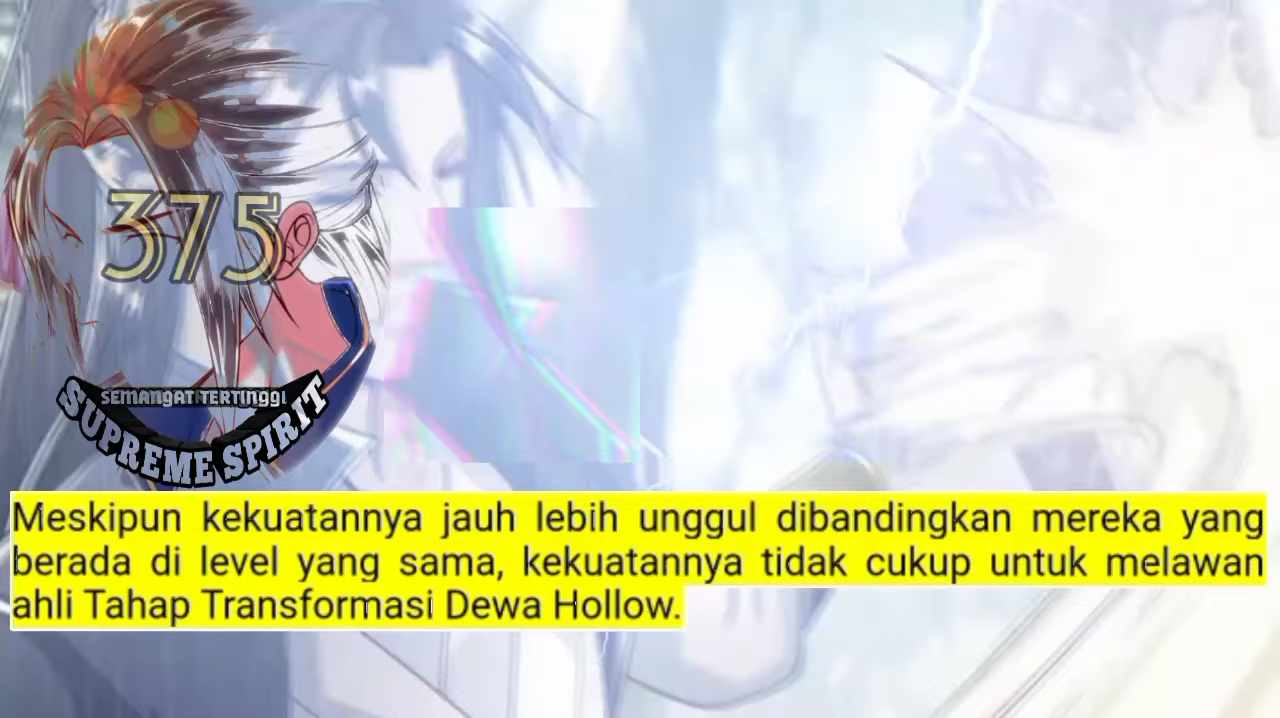 375
SEMANGAT TERTINGGI
SUPREME SPIRIT
Meskipun kekuatannya jauh lebih unggul dibandingkan mereka yang
berada di level yang sama, kekuatannya tidak cukup untuk melawan
ahli Tahap Transformasi Dewa Hollow.